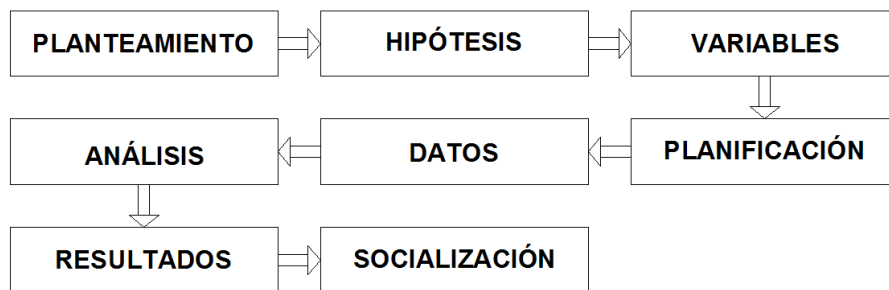 PLANTEAMIENTO
HIPÓTESIS
VARIABLES
PLANIFICACIÓN
DATOS
ANÁLISIS
RESULTADOS
SOCIALIZACIÓN